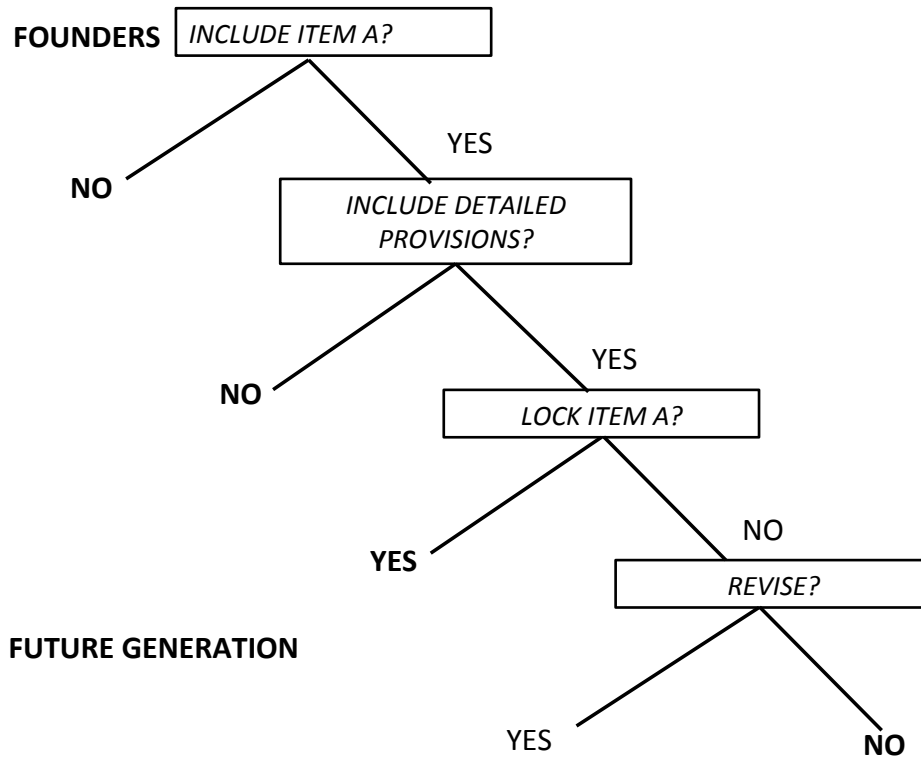 FOUNDERS
INCLUDE ITEM A?
YES
NO
INCLUDE DETAILED
PROVISIONS?
YES
NO
LOCK ITEM A?
NO
YES
REVISE?
FUTURE GENERATION
YES
NO